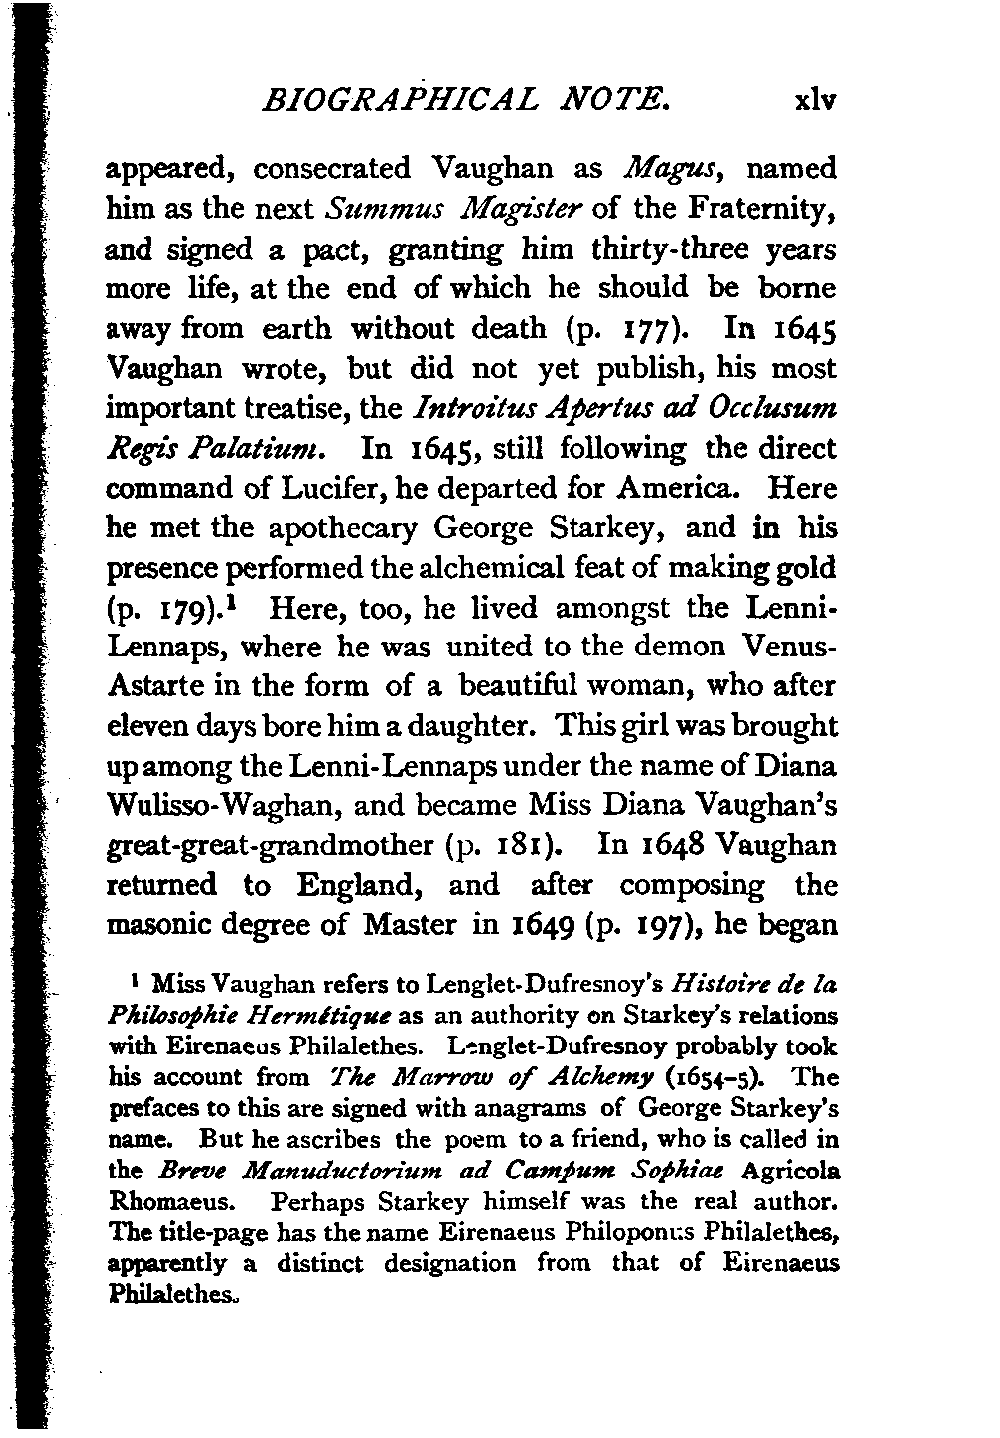 BIOGRAPHICAL NOTE. xlv
appeared, consecrated Vaughan as Magus, named
him as the next Summus Magister of the Fraternity,
and signed a pact, granting him thirty-three years
more life, at the end of which he should be borne
away from earth without death (p. 177). In 1645
Vaughan wrote, but did not yet publish, his most
important treatise, the Introitus Apertus ad Occlusum
Regis Palatium. In 1645, still following the direct
command of Lucifer, he departed for America. Here
he met the apothecary George Starkey, and in his
presence performed the alchemical feat of making gold
(p. 179).¹ Here, too, he lived amongst the Lenni-
Lennaps, where he was united to the demon Venus-
Astarte in the form of a beautiful woman, who after
eleven days bore him a daughter. This girl was brought
up among the Lenni-Lennaps under the name of Diana
Wulisso-Waghan, and became Miss Diana Vaughan's
great-great-grandmother (p. 181). In 1648 Vaughan
returned to England, and after composing the
masonic degree of Master in 1649 (p. 197), he began
¹ Miss Vaughan refers to Lenglet-Dufresnoy's Histoire de la
Philosophie Hermétique as an authority on Starkey's relations
with Eirenaeus Philalethes. Lenglet-Dufresnoy probably took
his account from The Marrow of Alchemy (1654-5). The
prefaces to this are signed with anagrams of George Starkey's
name. But he ascribes the poem to a friend, who is called in
the Breve Manuductorium ad Campum Sophiae Agricola
Rhomaeus. Perhaps Starkey himself was the real author.
The title-page has the name Eirenaeus Philoponus Philalethes,
apparently a distinct designation from that of Eirenaeus
Philalethes.